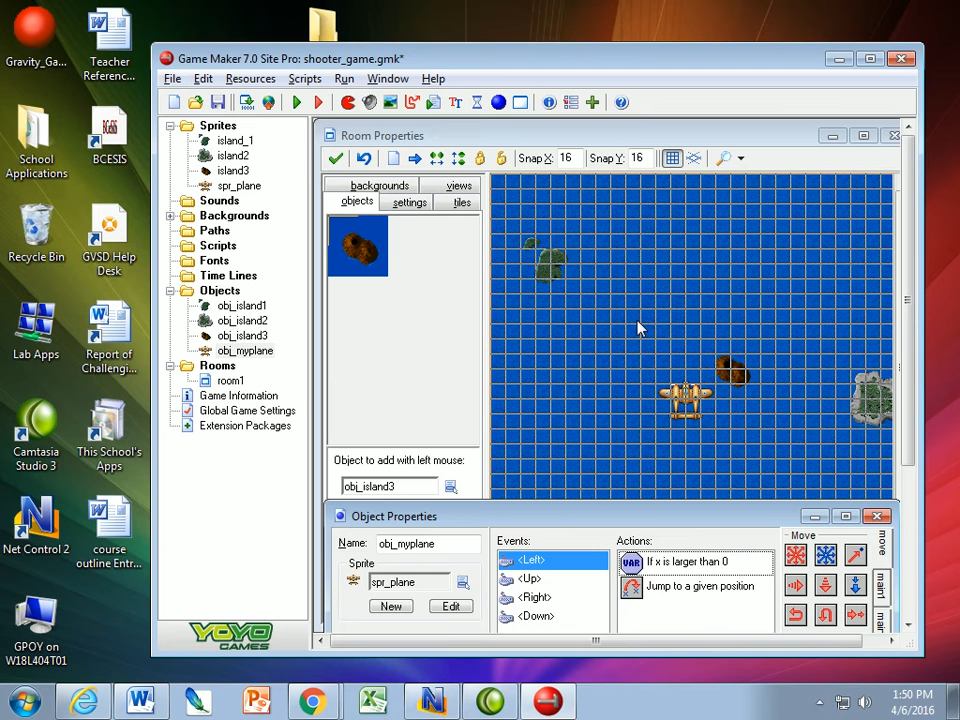 Gravity_Ga...
Teacher
Referenc...
School
Applications
BCESIS
BCESIS
Recycle Bin
GVSD Help
Desk
Lab Apps
Report of
Challengi...
Camtasia
Studio 3
This School's
Apps
Net Control 2
course
outline Entr...
GPOY on
W18L404T01
Game Maker 7.0 Site Pro: shooter_game.gmk*
File Edit Resources Scripts Run Window Help
Sprites
island_1
island2
island3
spr_plane
Sounds
Backgrounds
Paths
Scripts
Fonts
Time Lines
Objects
obj_island1
obj_island2
obj_island3
obj_myplane
Rooms
room1
Game Information
Global Game Settings
Extension Packages
YOYO
GAMES
Room Properties
Snap X: 16 Snap Y: 16
backgrounds views
objects settings tiles
Object to add with left mouse:
obj_island3
Object Properties
Name: obj_myplane
Sprite
spr_plane
New Edit
Events:
<Left>
<Up>
<Right>
<Down>
Actions:
VAR If x is larger than 0
Jump to a given position
Move
move
main1
1:50 PM
4/6/2016